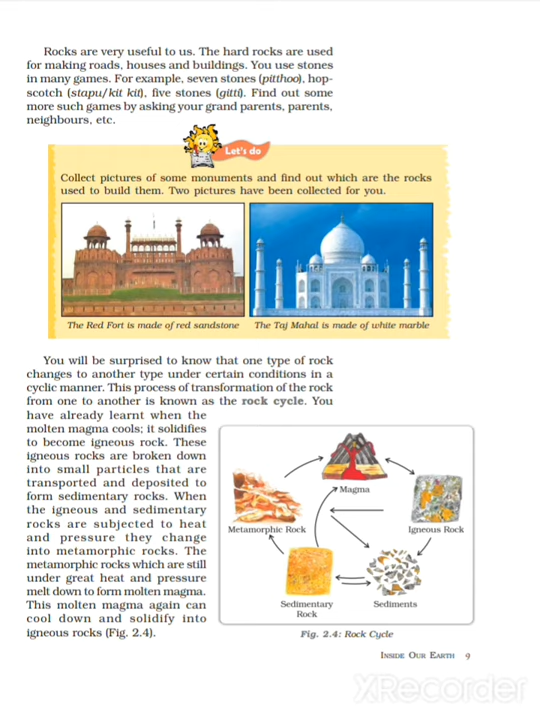 Rocks are very useful to us. The hard rocks are used
for making roads, houses and buildings. You use stones
in many games. For example, seven stones (pitthoo), hop-
scotch (stapu/kit kit), five stones (gitti). Find out some
more such games by asking your grand parents, parents,
neighbours, etc.
Let's do
Collect pictures of some monuments and find out which are the rocks
used to build them. Two pictures have been collected for you.
The Red Fort is made of red sandstone
The Taj Mahal is made of white marble
You will be surprised to know that one type of rock
changes to another type under certain conditions in a
cyclic manner. This process of transformation of the rock
from one to another is known as the rock cycle. You
have already learnt when the
molten magma cools; it solidifies
to become igneous rock. These
igneous rocks are broken down
into small particles that are
transported and deposited to
form sedimentary rocks. When
the igneous and sedimentary
rocks are subjected to heat
and pressure they change
into metamorphic rocks. The
metamorphic rocks which are still
under great heat and pressure
melt down to form molten magma.
This molten magma again can
cool down and solidify into
igneous rocks (Fig. 2.4).
Magma
Metamorphic Rock
Igneous Rock
Sedimentary
Rock
Sediments
Fig. 2.4: Rock Cycle
INSIDE OUR EARTH 9
XRecorder